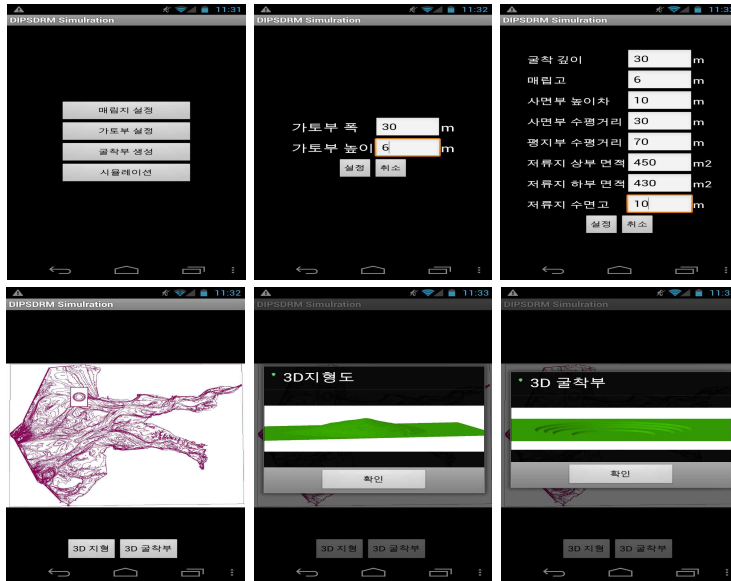 11:31
DIPSDRM Simulration
매립지 설정
가토부 설정
굴착부 생성
시뮬레이션
11:32
DIPSDRM Simulration
가토부 폭 30 m
가토부 높이 6 m
설정 취소
DIPSDRM Simulration
굴착 깊이 30 m
매립고 6 m
사면부 높이차 10 m
사면부 수평거리 30 m
평지부 수평거리 70 m
저류지 상부 면적 450 m2
저류지 하부 면적 430 m2
저류지 수면고 10 m
설정 취소
11:32
DIPSDRM Simulration
3D 지형 3D 굴착부
11:33
DIPSDRM Simulration
3D지형도
확인
3D 지형 3D 굴착부
DIPSDRM Simulration
3D 굴착부
확인
3D 지형 3D 굴착부